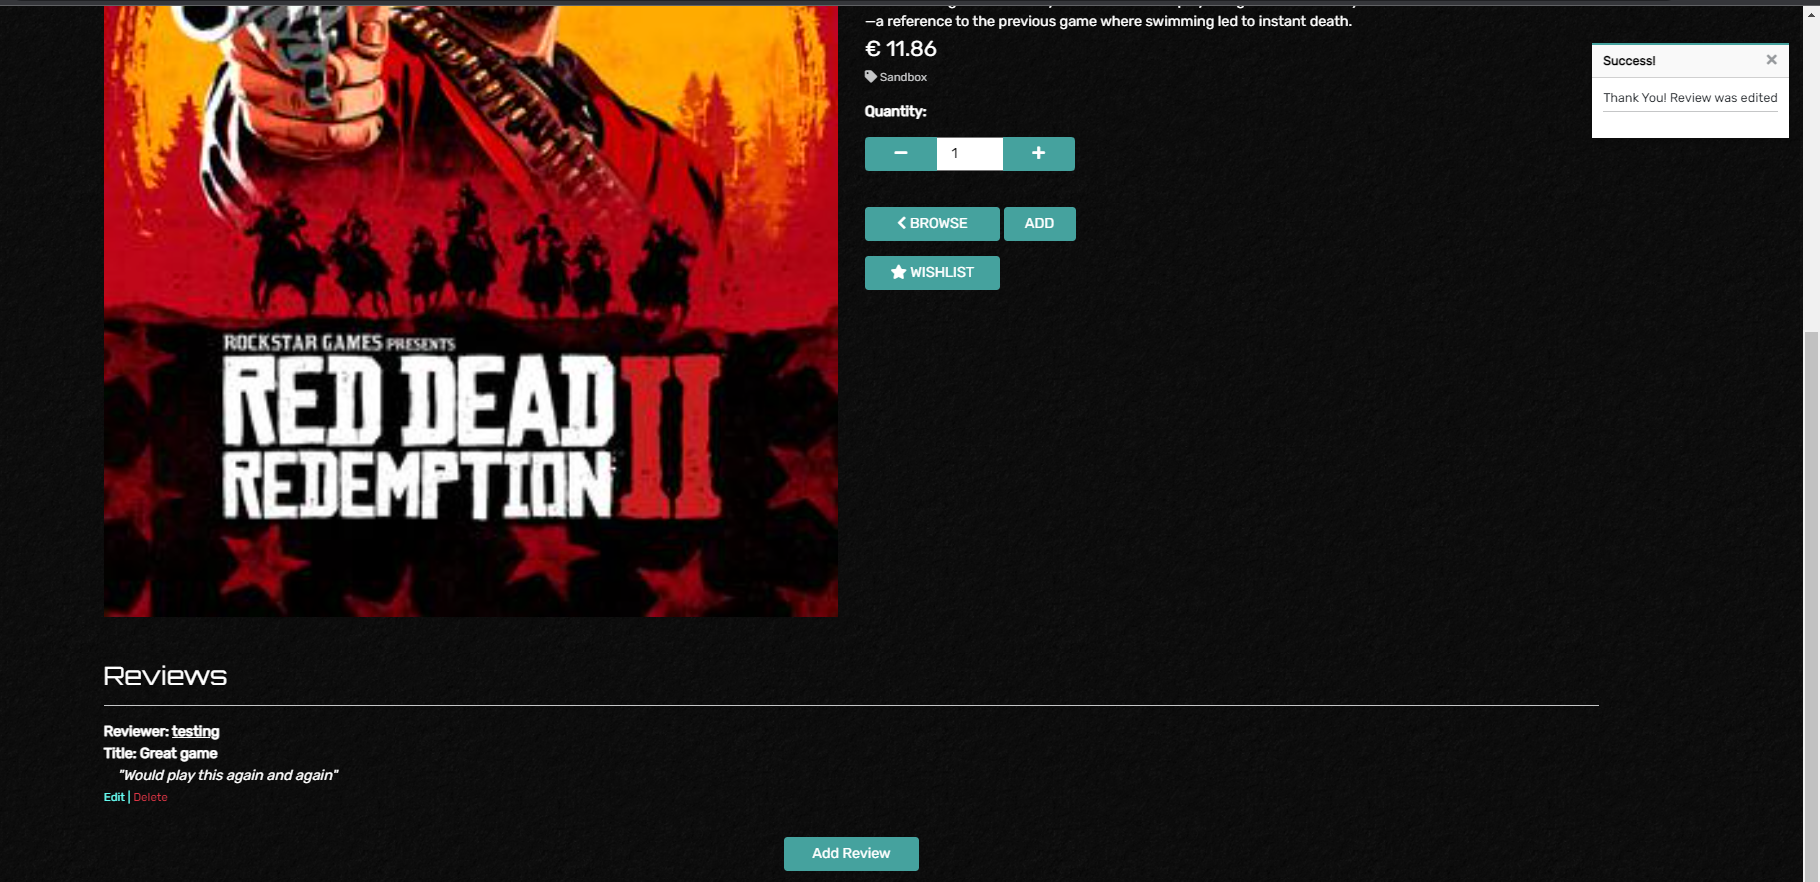 —a reference to the previous game where swimming led to instant death.
€ 11.86
Sandbox
Quantity:
1
BROWSE
ADD
WISHLIST
Success!
Thank You! Review was edited
ROCKSTAR GAMES PRESENTS
RED DEAD
REDEMPTION II
Reviews
Reviewer: testing
Title: Great game
"Would play this again and again"
Edit | Delete
Add Review